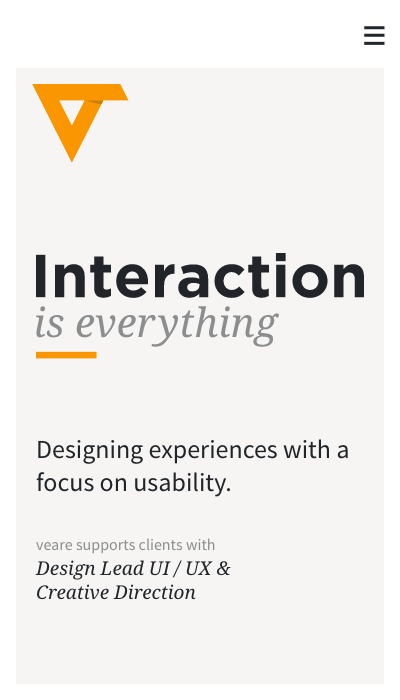 Interaction
is everything
Designing experiences with a
focus on usability.
veare supports clients with
Design Lead UI / UX &
Creative Direction